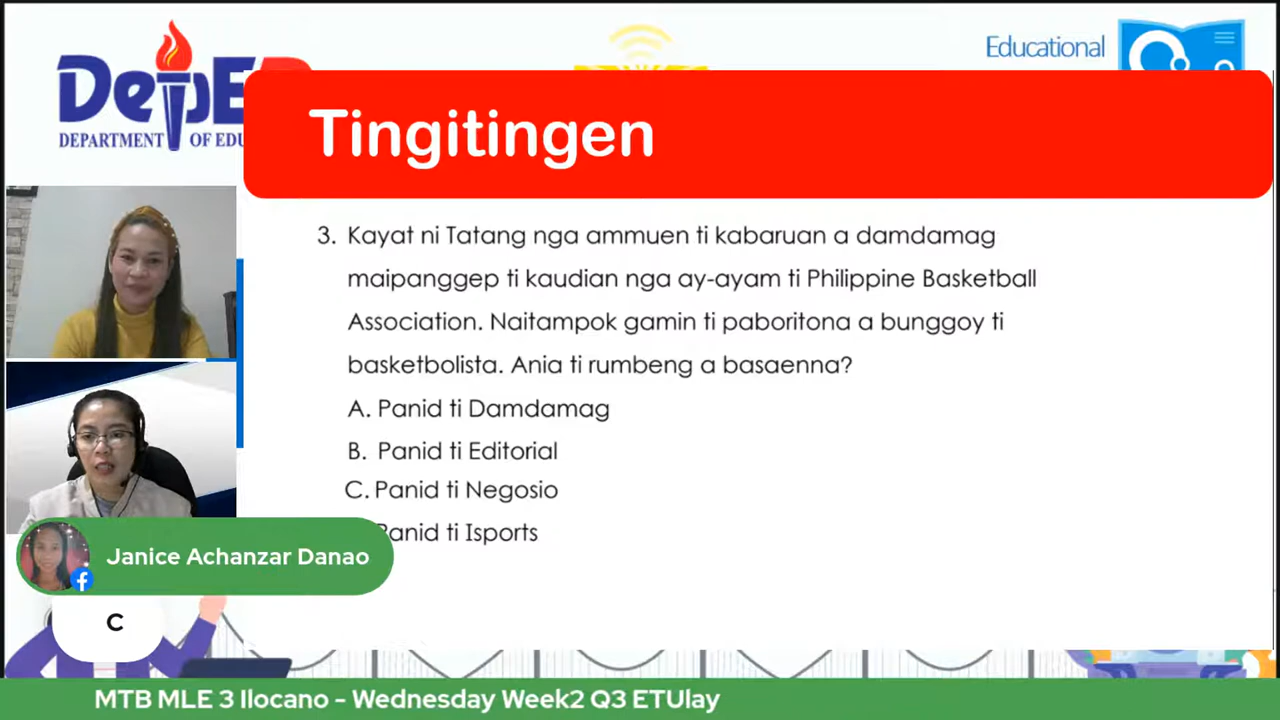 DepE
DEPARTMENT OF EDU
Educational
Tingitingen
3. Kayat ni Tatang nga ammuen ti kabaruan a damdamag
maipanggep ti kaudian nga ay-ayam ti Philippine Basketball
Association. Naitampok gamin ti paboritona a bunggoy ti
basketbolista. Ania ti rumbeng a basaenna?
A. Panid ti Damdamag
B. Panid ti Editorial
C. Panid ti Negosio
Panid ti Isports
Janice Achanzar Danao
C
MTB MLE 3 Ilocano - Wednesday Week2 Q3 ETUlay